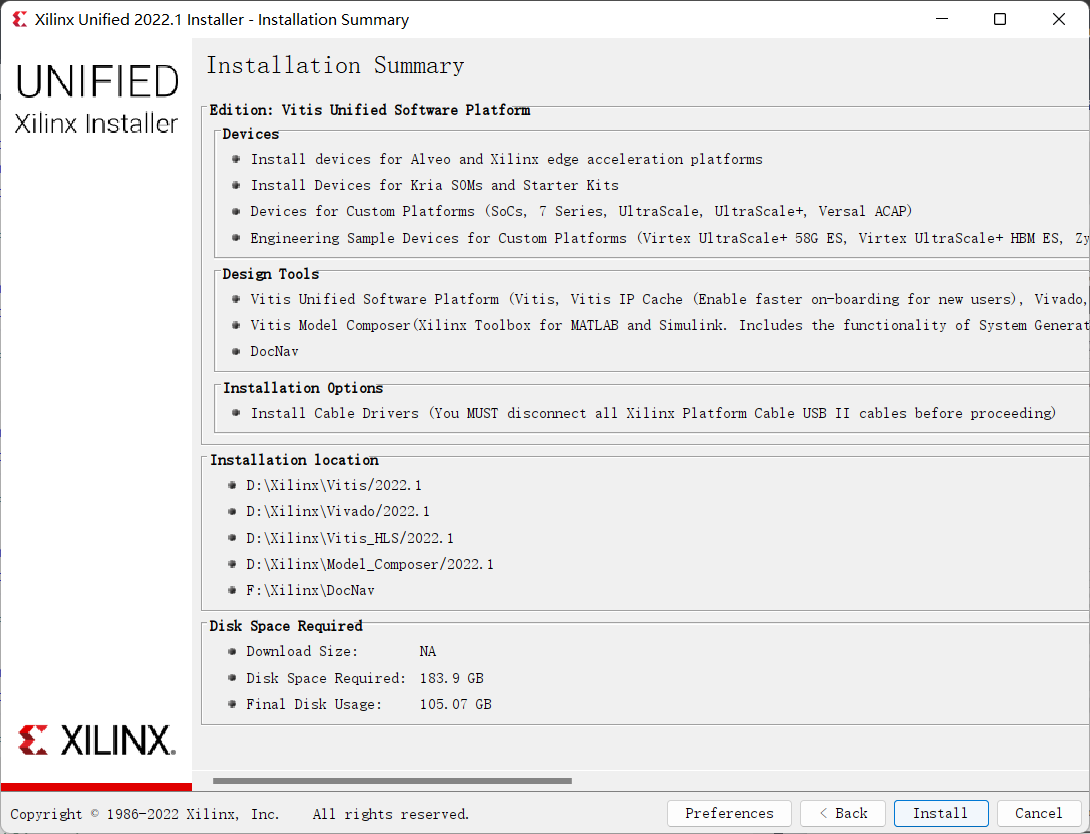 Xilinx Unified 2022.1 Installer - Installation Summary
UNIFIED
Xilinx Installer
Installation Summary
Edition: Vitis Unified Software Platform
Devices
Install devices for Alveo and Xilinx edge acceleration platforms
Install Devices for Kria SOMs and Starter Kits
Devices for Custom Platforms (SoCs, 7 Series, UltraScale, UltraScale+, Versal ACAP)
Engineering Sample Devices for Custom Platforms (Virtex UltraScale+ 58G ES, Virtex UltraScale+ HBM ES, Zy
Design Tools
Vitis Unified Software Platform (Vitis, Vitis IP Cache (Enable faster on-boarding for new users), Vivado,
Vitis Model Composer(Xilinx Toolbox for MATLAB and Simulink. Includes the functionality of System Generat
DocNav
Installation Options
Install Cable Drivers (You MUST disconnect all Xilinx Platform Cable USB II cables before proceeding)
Installation location
D:\Xilinx\Vitis/2022.1
D:\Xilinx\Vivado/2022.1
D:\Xilinx\Vitis_HLS/2022.1
D:\Xilinx\Model_Composer/2022.1
F:\Xilinx\DocNav
Disk Space Required
Download Size: NA
Disk Space Required: 183.9 GB
Final Disk Usage: 105.07 GB
XILINX.
Copyright © 1986-2022 Xilinx, Inc. All rights reserved.
Preferences
< Back
Install
Cancel